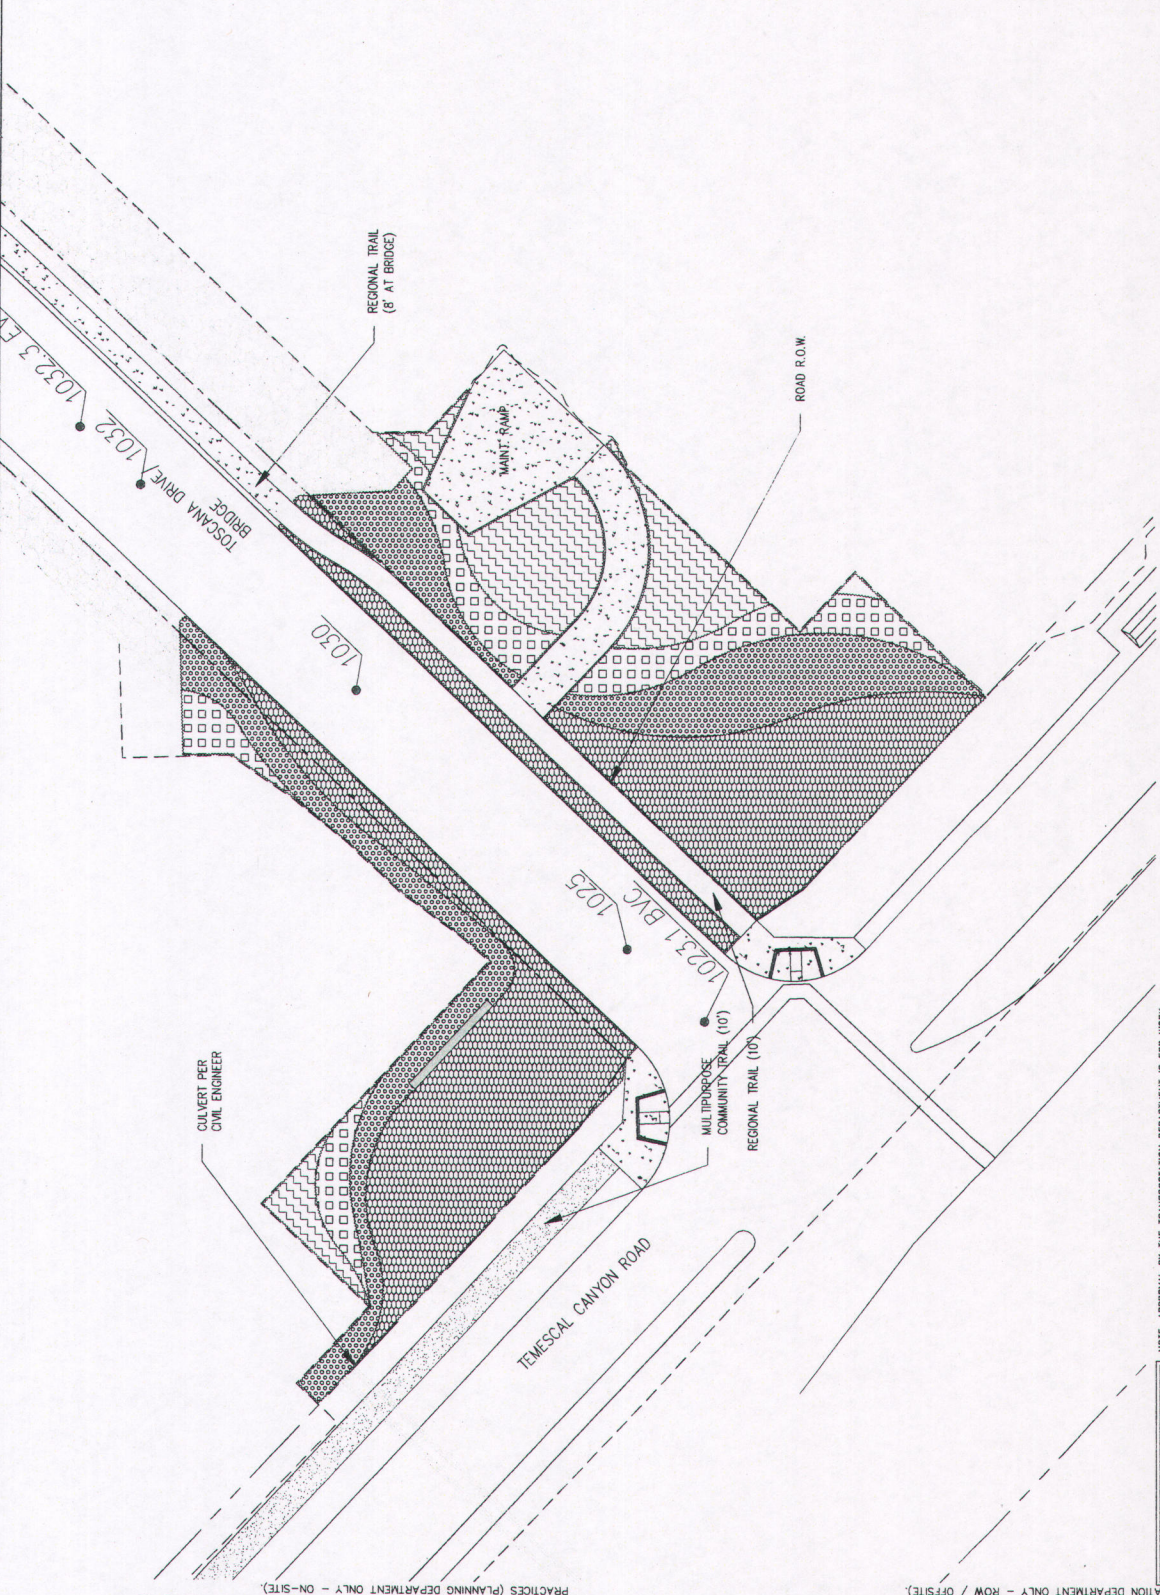 REGIONAL TRAIL
(8' AT BRIDGE)
1032.3 EV
1032
TOSCANA DRIVE
BRIDGE
MAINT. RAMP
ROAD R.O.W.
1030
1025
1023.1 BVC
CULVERT PER
CIVIL ENGINEER
MULTIPURPOSE
COMMUNITY TRAIL (10')
REGIONAL TRAIL (10')
TEMESCAL CANYON ROAD
PRACTICES (PLANNING DEPARTMENT ONLY - ON-SITE).
ATION DEPARTMENT ONLY - ROW / OFFSITE).